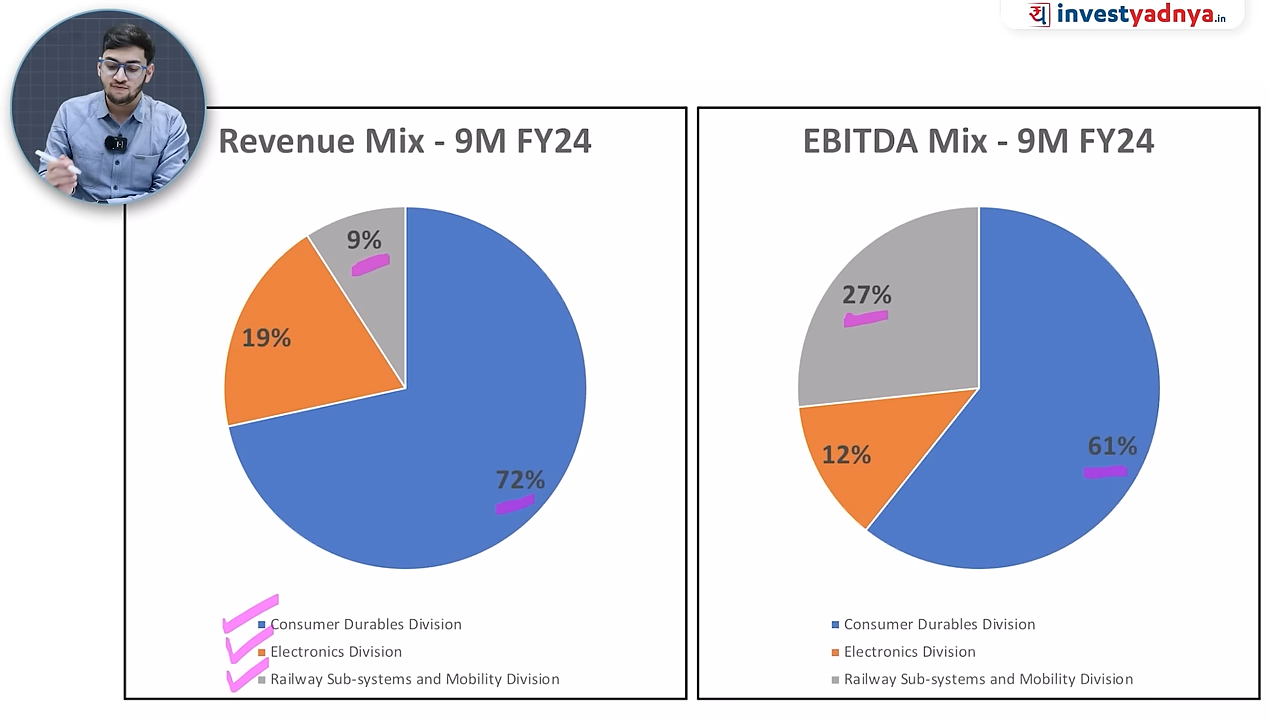 य investyadnya.in
Revenue Mix - 9M FY24
9%
19%
72%
Consumer Durables Division
Electronics Division
Railway Sub-systems and Mobility Division
EBITDA Mix - 9M FY24
27%
61%
12%
Consumer Durables Division
Electronics Division
Railway Sub-systems and Mobility Division